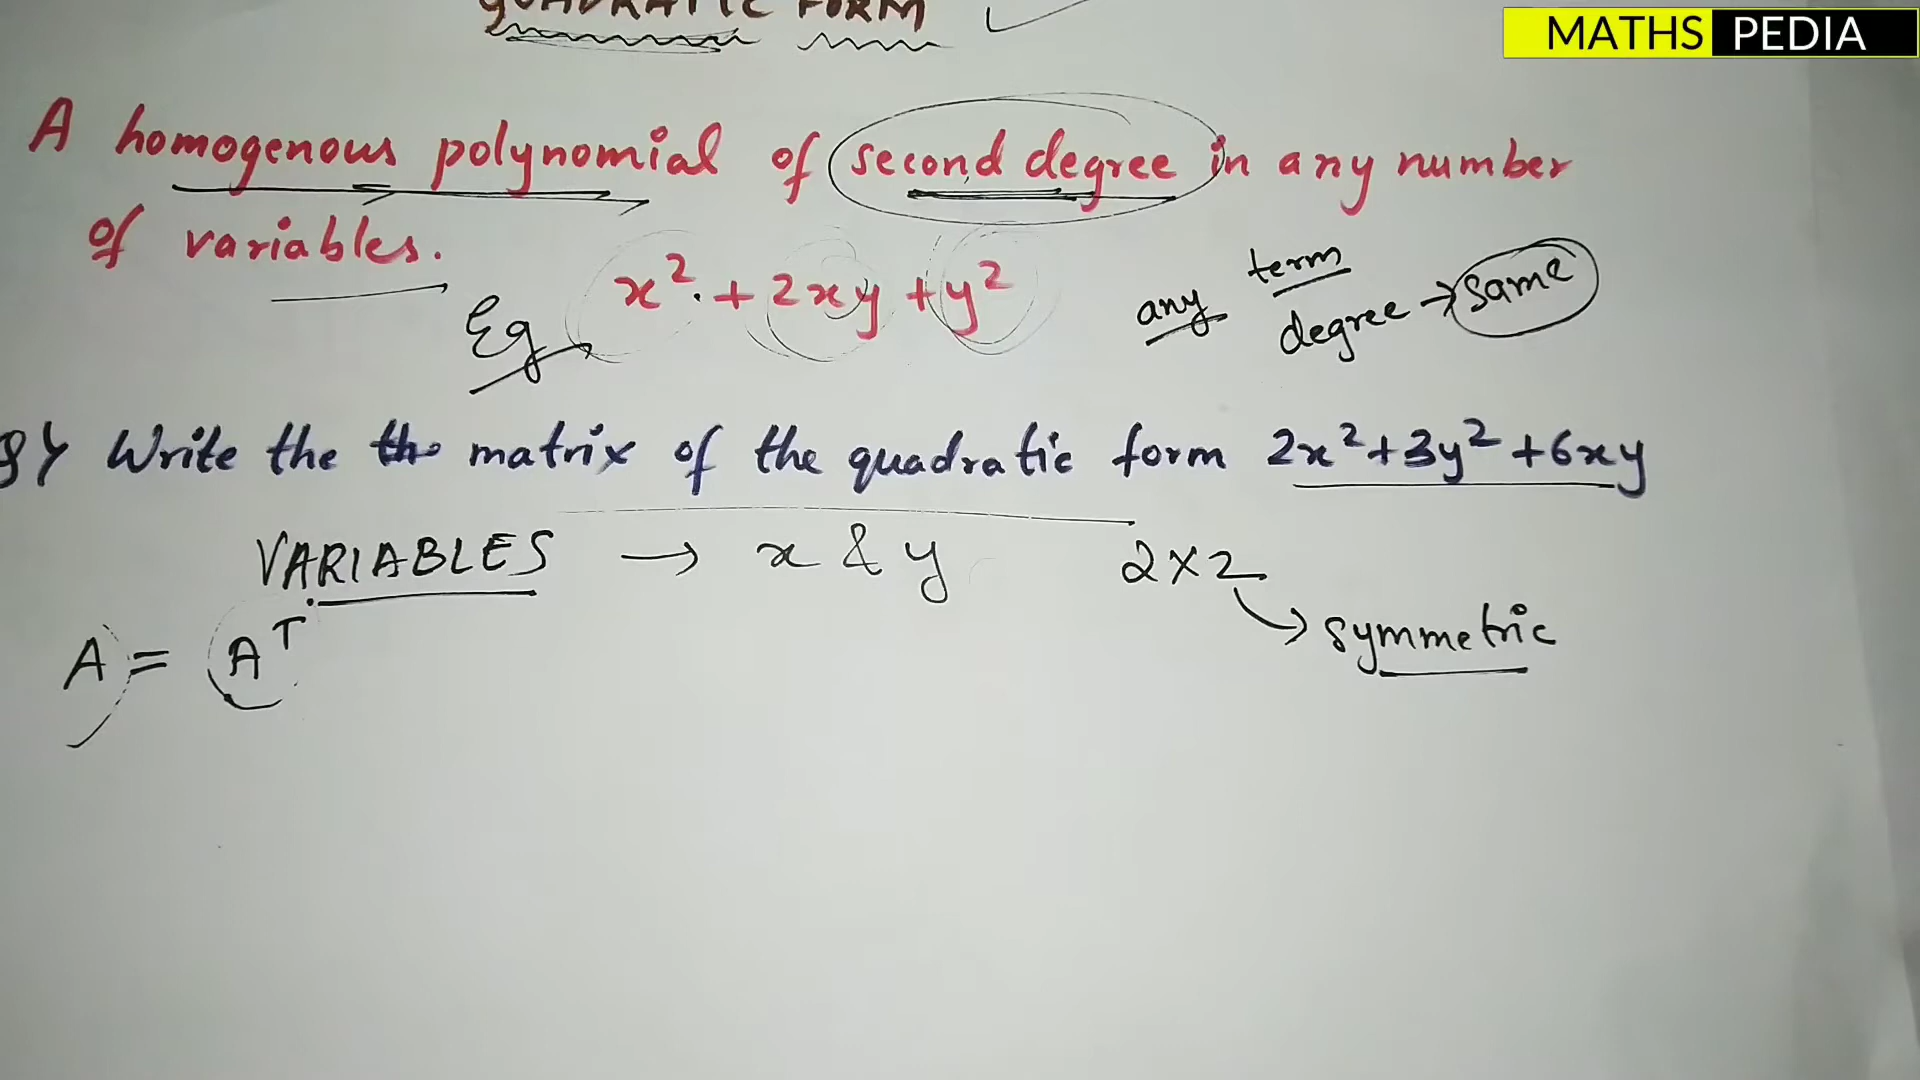 QUADRATIC FORM
MATHS PEDIA
A homogenous polynomial of second degree in any number
of variables.
Eg x² + 2xy + y²
any term
degree → same
Write the the matrix of the quadratic form 2x²+3y²+6xy
VARIABLES → x & y 2×2
→ symmetric
A = Aᵀ